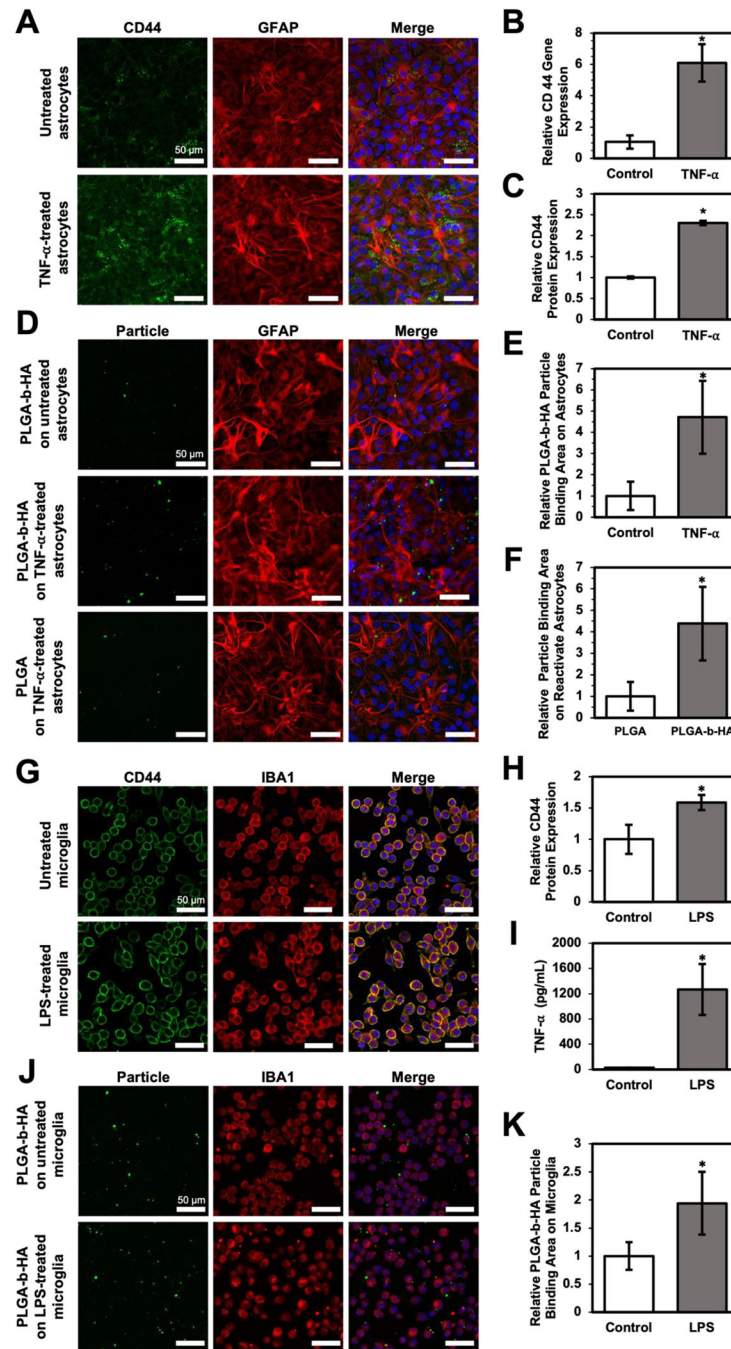 A
CD44
GFAP
Merge
Untreated
astrocytes
50 µm
TNF-α-treated
astrocytes
B
Relative CD 44 Gene
Expression
8
6
4
2
0
*
Control
TNF-α
C
Relative CD44
Protein Expression
3
2.5
2
1.5
1
0.5
0
*
Control
TNF-α
D
Particle
GFAP
Merge
PLGA-b-HA
on untreated
astrocytes
50 µm
PLGA-b-HA
on TNF-α-treated
astrocytes
PLGA
on TNF-α-treated
astrocytes
E
Relative PLGA-b-HA Particle
Binding Area on Astrocytes
7
6
5
4
3
2
1
0
*
Control
TNF-α
F
Relative Particle Binding Area
on Reactivate Astrocytes
7
6
5
4
3
2
1
0
*
PLGA
PLGA-b-HA
G
CD44
IBA1
Merge
Untreated
microglia
50 µm
LPS-treated
microglia
H
Relative CD44
Protein Expression
2
1.5
1
0.5
0
*
Control
LPS
I
TNF-α (pg/mL)
2000
1600
1200
800
400
0
*
Control
LPS
J
Particle
IBA1
Merge
PLGA-b-HA
on untreated
microglia
50 µm
PLGA-b-HA
on LPS-treated
microglia
K
Relative PLGA-b-HA Particle
Binding Area on Microglia
3
2.5
2
1.5
1
0.5
0
*
Control
LPS